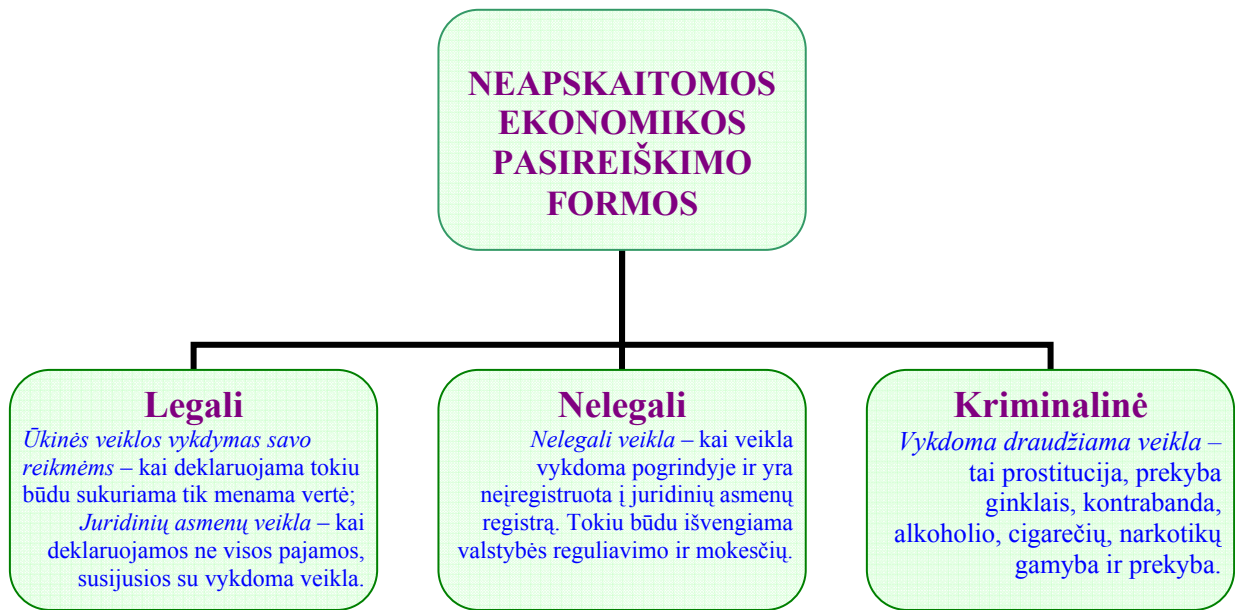 NEAPSKAITOMOS
EKONOMIKOS
PASIREIŠKIMO
FORMOS
Legali
Ūkinės veiklos vykdymas savo
reikmėms – kai deklaruojama tokiu
būdu sukuriama tik menama vertė;
Juridinių asmenų veikla – kai
deklaruojamos ne visos pajamos,
susijusios su vykdoma veikla.
Nelegali
Nelegali veikla – kai veikla
vykdoma pogrindyje ir yra
neįregistruota į juridinių asmenų
registrą. Tokiu būdu išvengiama
valstybės reguliavimo ir mokesčių.
Kriminalinė
Vykdoma draudžiama veikla –
tai prostitucija, prekyba
ginklais, kontrabanda,
alkoholio, cigarečių, narkotikų
gamyba ir prekyba.